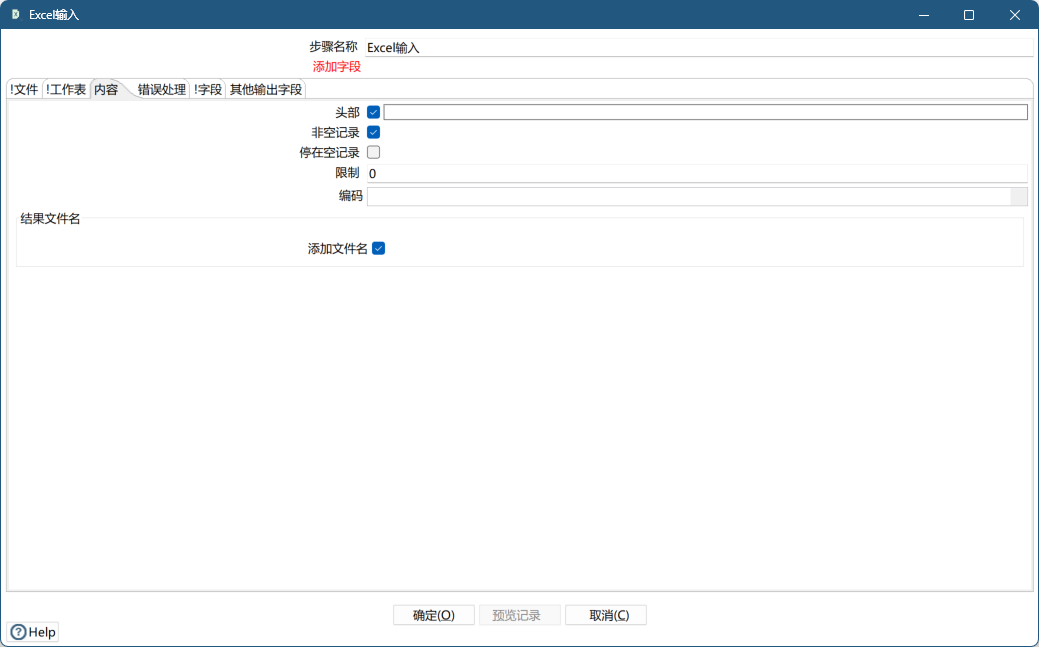 Excel输入
步骤名称 Excel输入
添加字段
!文件 !工作表 内容 错误处理 !字段 其他输出字段
头部
非空记录
停在空记录
限制 0
编码
结果文件名
添加文件名
确定(O) 预览记录 取消(C)
Help